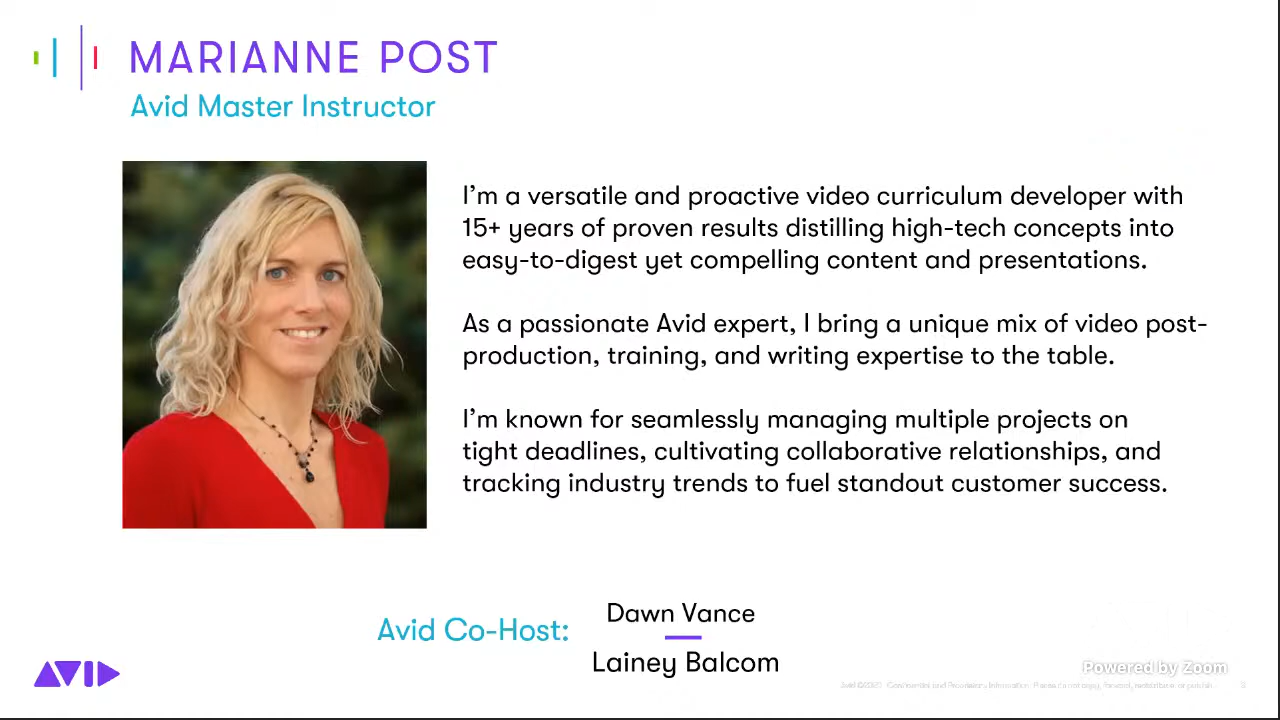 MARIANNE POST
Avid Master Instructor
I'm a versatile and proactive video curriculum developer with
15+ years of proven results distilling high-tech concepts into
easy-to-digest yet compelling content and presentations.
As a passionate Avid expert, I bring a unique mix of video post-
production, training, and writing expertise to the table.
I'm known for seamlessly managing multiple projects on
tight deadlines, cultivating collaborative relationships, and
tracking industry trends to fuel standout customer success.
Avid Co-Host:
Dawn Vance
Lainey Balcom
AVID
Powered by Zoom